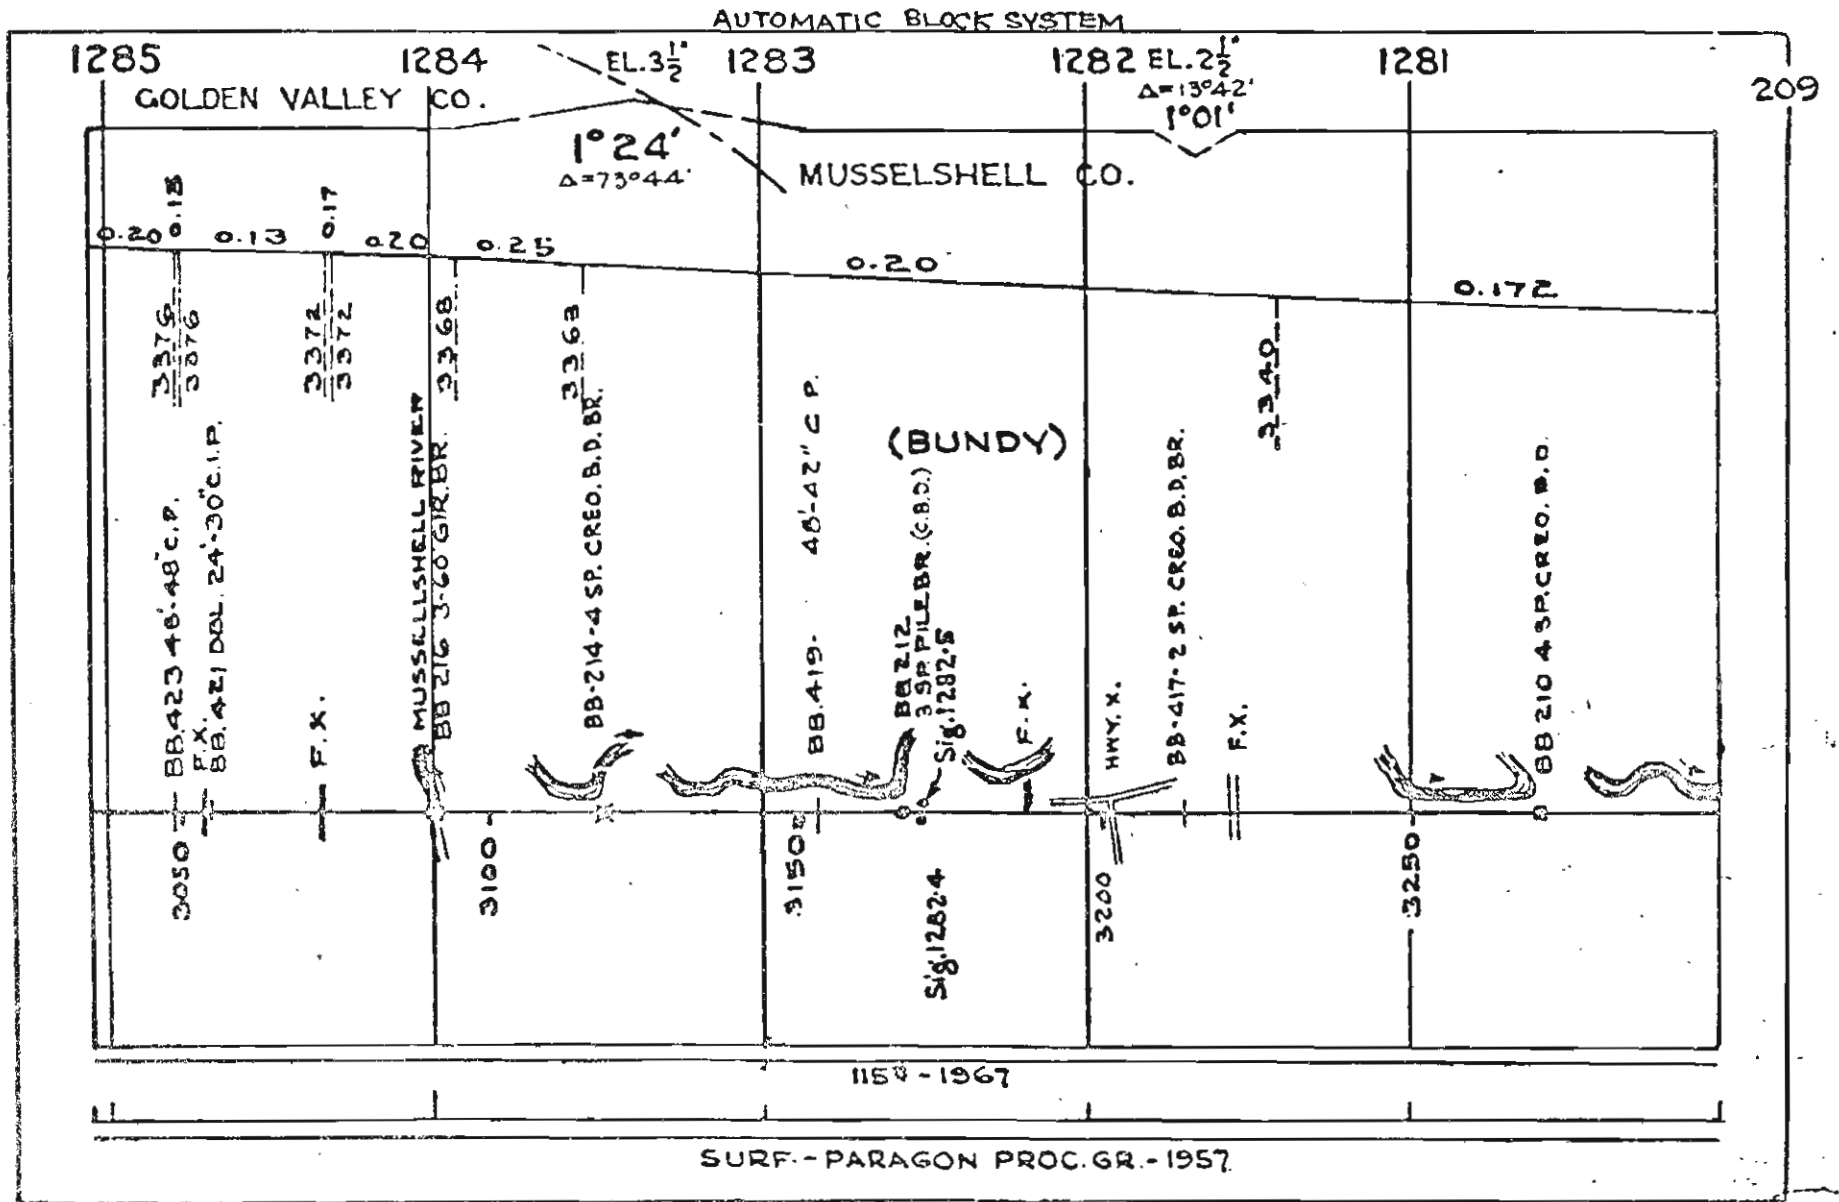 AUTOMATIC BLOCK SYSTEM
1285
1284
EL.3½"
1283
1282
EL.2½"
1281
209
Δ=13°42'
1°01'
GOLDEN VALLEY CO.
1°24'
Δ=73°44'
MUSSELSHELL CO.
0.20
0.13
0.13
0.17
0.20
0.25
0.20
0.172
3376
3376
3372
3372
3368
3363
3340
BB.423 48'-48"C.P.
F.X.
BB.421 DBL. 24'-30"C.I.P.
F.X.
MUSSELLSHELL RIVER
BB 216 3-60' GIR.BR.
BB-214-4 SP. CREO. B.D. BR.
BB.419- 48'-42" C P.
(BUNDY)
BB 212
3 SP. PILE BR. (C.B.D.)
Sig.1282.5
F.X.
HWY.X.
BB-417-2 SP. CREO.B.D.BR.
F.X.
BB 210 4 SP.CREO. B.D.
3050
3100
3150
Sig.1282.4
3200
3250
115#-1967
SURF.-PARAGON PROC.GR.-1957